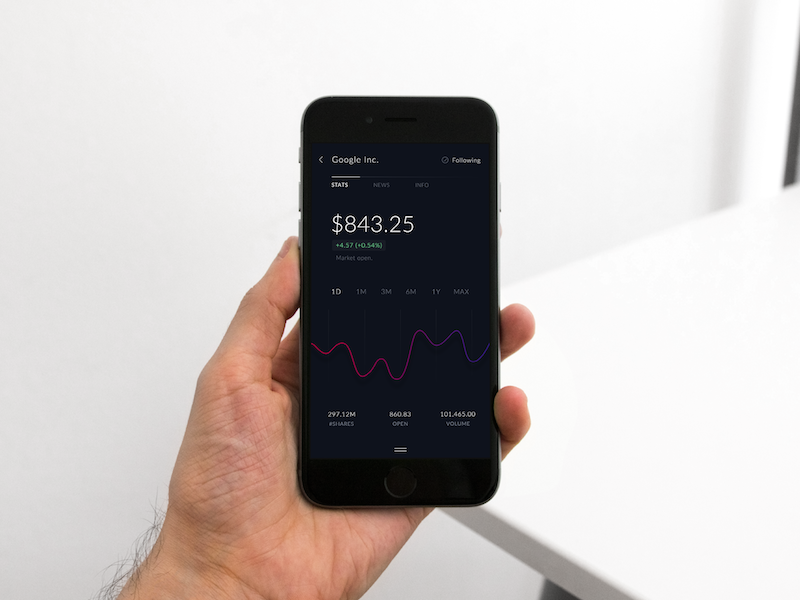 Google Inc.
Following
STATS NEWS INFO
$843.25
+4.57 (+0.54%)
Market open.
1D 1M 3M 6M 1Y MAX
297.12M 860.83 101,465.00
#SHARES OPEN VOLUME